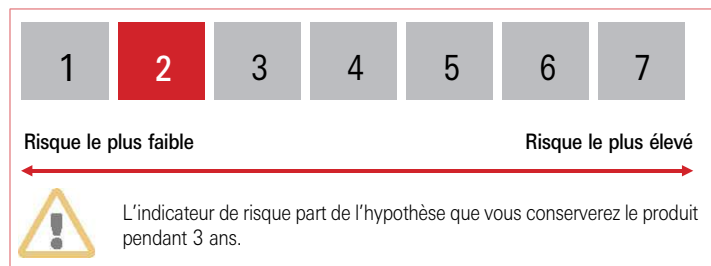 1 2 3 4 5 6 7
Risque le plus faible Risque le plus élevé
L'indicateur de risque part de l'hypothèse que vous conserverez le produit
pendant 3 ans.